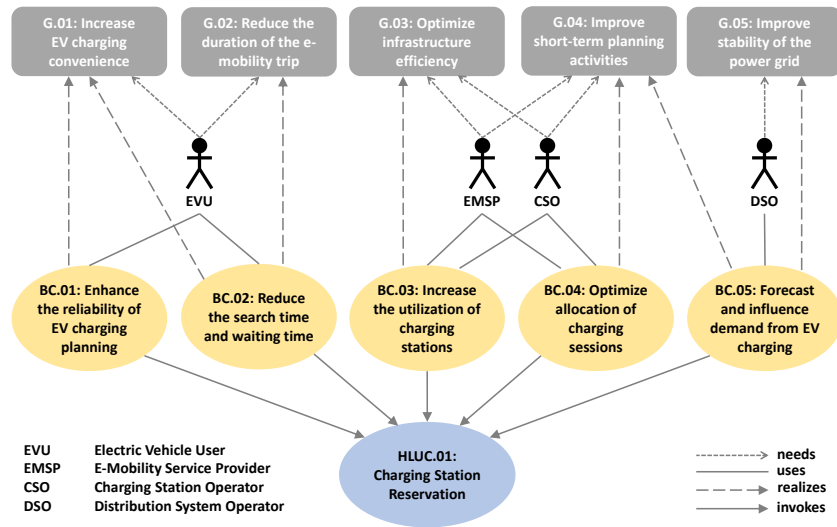 G.01: Increase
EV charging
convenience
G.02: Reduce the
duration of the e-
mobility trip
G.03: Optimize
infrastructure
efficiency
G.04: Improve
short-term planning
activities
G.05: Improve
stability of the
power grid
EVU
EMSP
CSO
DSO
BC.01: Enhance
the reliability of
EV charging
planning
BC.02: Reduce
the search time
and waiting time
BC.03: Increase
the utilization of
charging
stations
BC.04: Optimize
allocation of
charging
sessions
BC.05: Forecast
and influence
demand from EV
charging
HLUC.01:
Charging Station
Reservation
EVU Electric Vehicle User
EMSP E-Mobility Service Provider
CSO Charging Station Operator
DSO Distribution System Operator
needs
uses
realizes
invokes